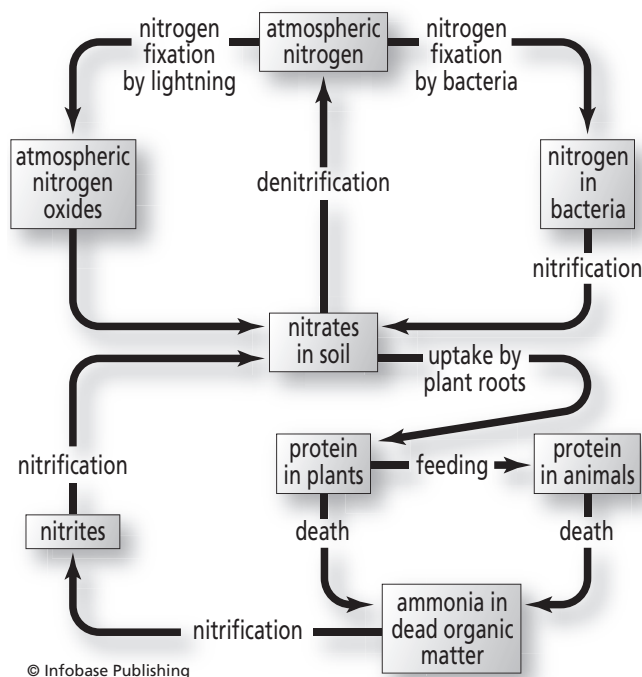 nitrogen
fixation
by lightning
atmospheric
nitrogen
nitrogen
fixation
by bacteria
atmospheric
nitrogen
oxides
denitrification
nitrogen
in
bacteria
nitrification
nitrates
in soil
uptake by
plant roots
nitrification
protein
in plants
feeding
protein
in animals
nitrites
death
death
nitrification
ammonia in
dead organic
matter
© Infobase Publishing